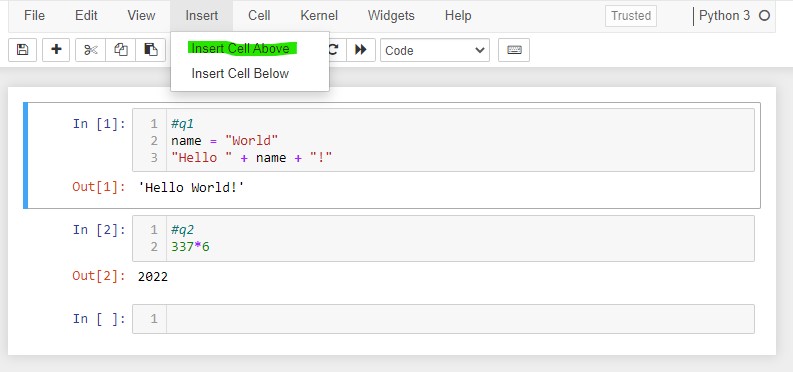 File Edit View Insert Cell Kernel Widgets Help Trusted Python 3
Insert Cell Above
Code
Insert Cell Below
In [1]: 1 #q1
2 name = "World"
3 "Hello " + name + "!"
Out[1]: 'Hello World!'
In [2]: 1 #q2
2 337*6
Out[2]: 2022
In [ ]: 1